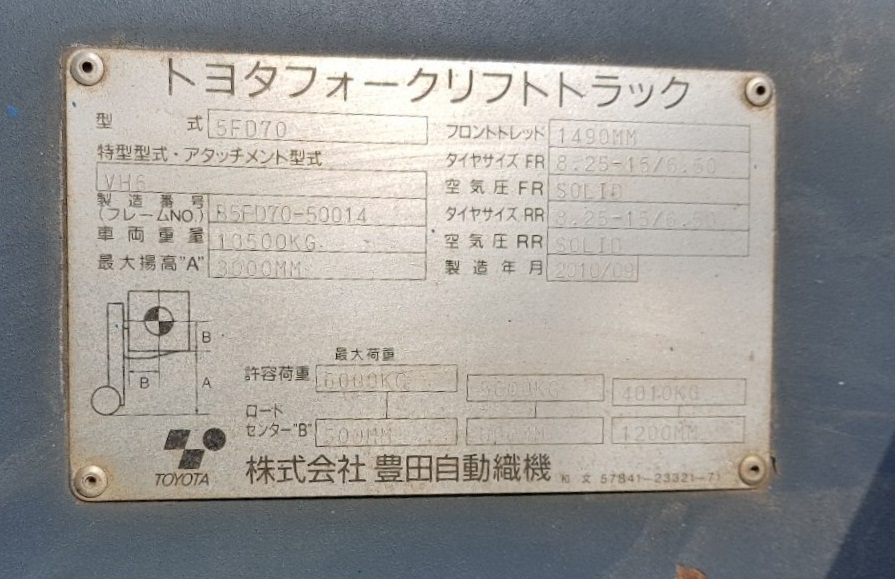 トヨタフォークリフトトラック
型 式 5FD70
特型型式・アタッチメント型式
VH6
製造番号
(フレームNO.) B5FD70-50014
車両重量 10500KG
最大揚高"A" 3000MM
フロントトレッド 1490MM
タイヤサイズ FR 8.25-15/6.50
空気圧 FR SOLID
タイヤサイズ RR 8.25-15/6.50
空気圧 RR SOLID
製造年月 2010/09
B
B
A
最大荷重
許容荷重 4010KG
ロード
センター"B" 1200MM
TOYOTA
株式会社 豊田自動織機
和文 57841-23321-71